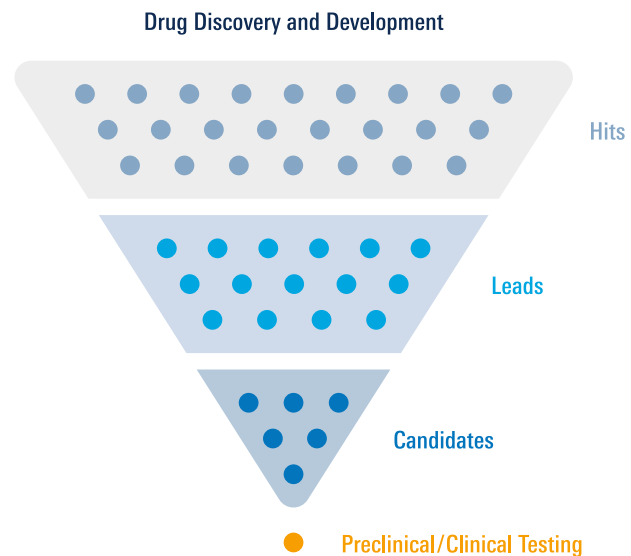 Drug Discovery and Development
Hits
Leads
Candidates
Preclinical/Clinical Testing